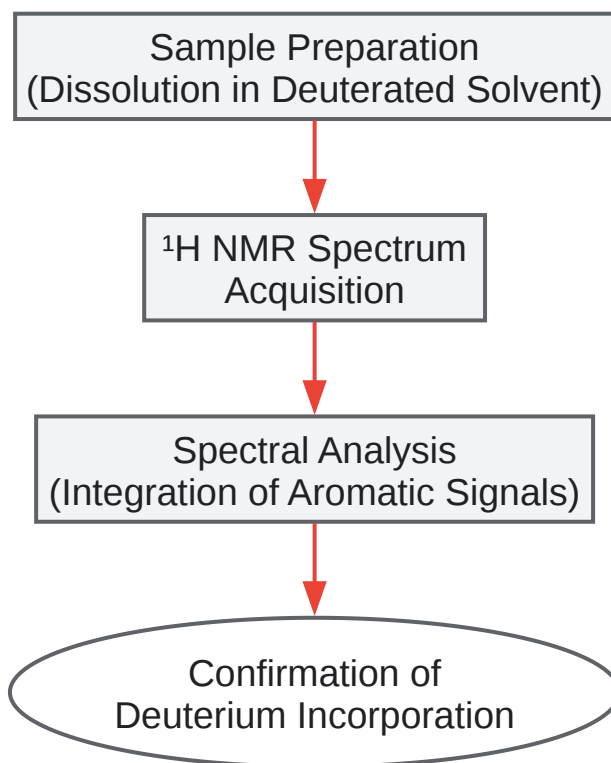 Sample Preparation
(Dissolution in Deuterated Solvent)
¹H NMR Spectrum
Acquisition
Spectral Analysis
(Integration of Aromatic Signals)
Confirmation of
Deuterium Incorporation